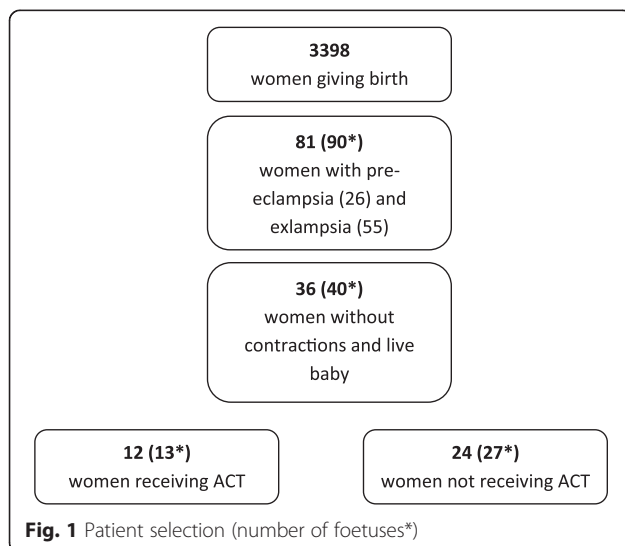 3398
women giving birth
81 (90*)
women with pre-
eclampsia (26) and
exlampsia (55)
36 (40*)
women without
contractions and live
baby
12 (13*)
women receiving ACT
24 (27*)
women not receiving ACT
Fig. 1 Patient selection (number of foetuses*)